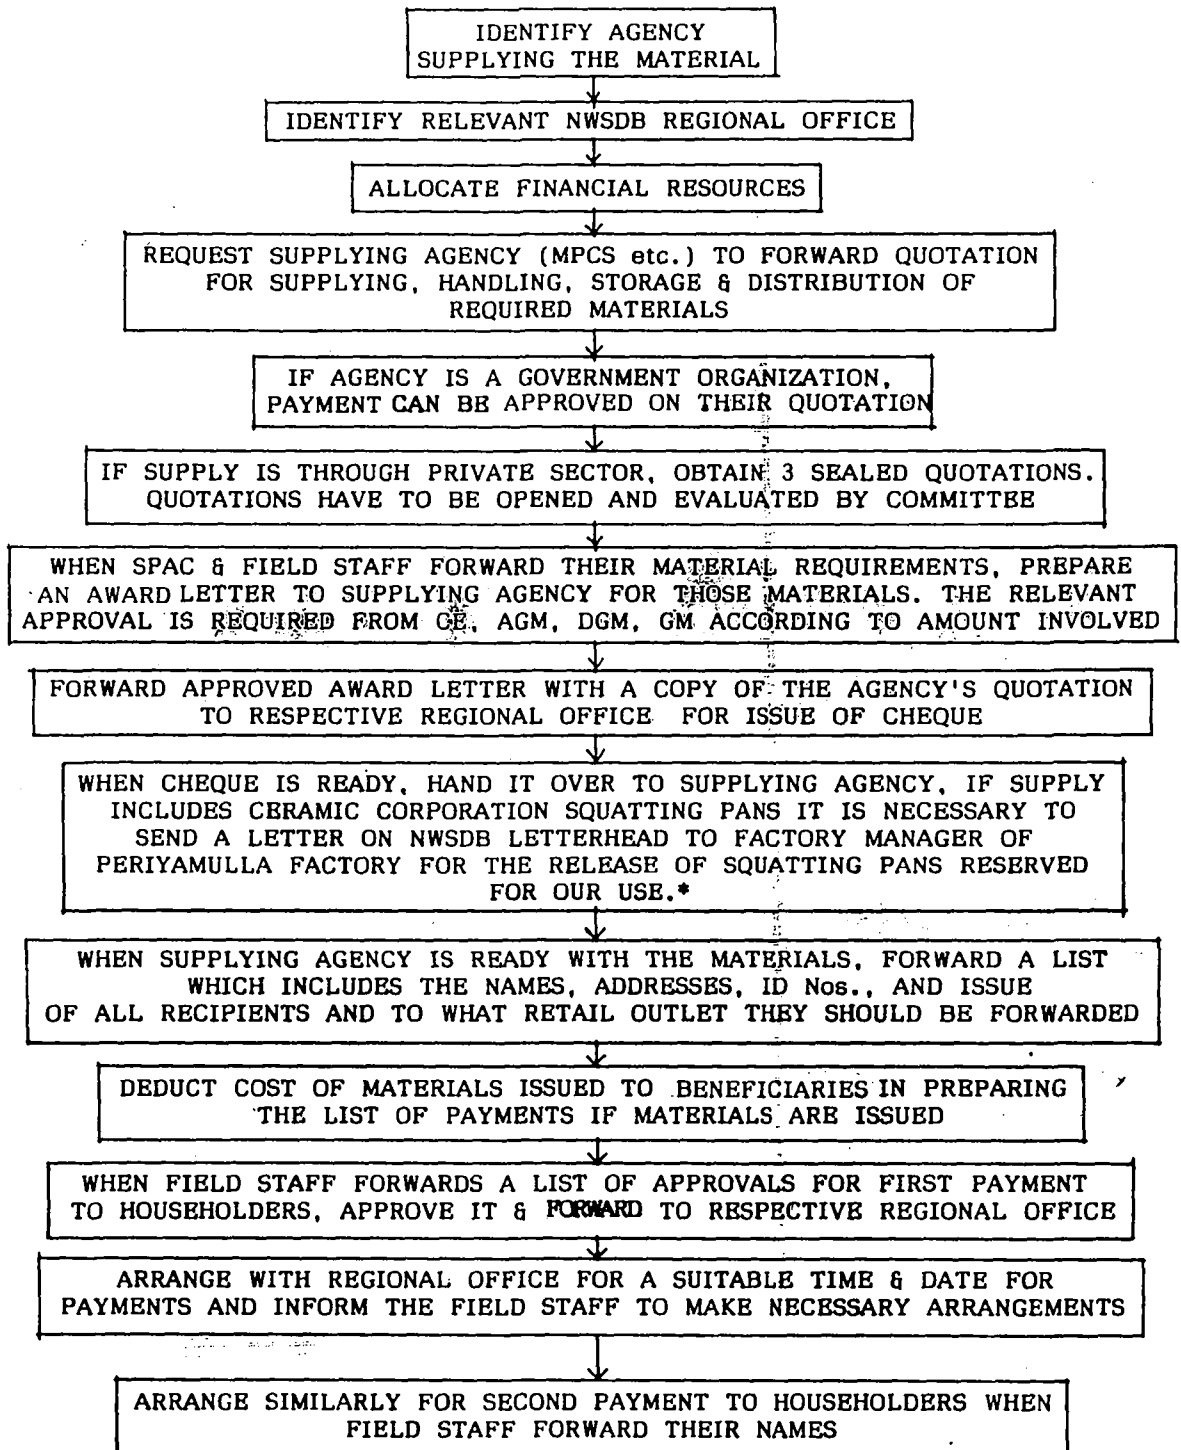 IDENTIFY AGENCY
SUPPLYING THE MATERIAL
IDENTIFY RELEVANT NWSDB REGIONAL OFFICE
ALLOCATE FINANCIAL RESOURCES
REQUEST SUPPLYING AGENCY (MPCS etc.) TO FORWARD QUOTATION
FOR SUPPLYING, HANDLING, STORAGE & DISTRIBUTION OF
REQUIRED MATERIALS
IF AGENCY IS A GOVERNMENT ORGANIZATION,
PAYMENT CAN BE APPROVED ON THEIR QUOTATION
IF SUPPLY IS THROUGH PRIVATE SECTOR, OBTAIN 3 SEALED QUOTATIONS.
QUOTATIONS HAVE TO BE OPENED AND EVALUATED BY COMMITTEE
WHEN SPAC & FIELD STAFF FORWARD THEIR MATERIAL REQUIREMENTS, PREPARE
AN AWARD LETTER TO SUPPLYING AGENCY FOR THOSE MATERIALS. THE RELEVANT
APPROVAL IS REQUIRED FROM CE, AGM, DGM, GM ACCORDING TO AMOUNT INVOLVED
FORWARD APPROVED AWARD LETTER WITH A COPY OF THE AGENCY'S QUOTATION
TO RESPECTIVE REGIONAL OFFICE FOR ISSUE OF CHEQUE
WHEN CHEQUE IS READY, HAND IT OVER TO SUPPLYING AGENCY, IF SUPPLY
INCLUDES CERAMIC CORPORATION SQUATTING PANS IT IS NECESSARY TO
SEND A LETTER ON NWSDB LETTERHEAD TO FACTORY MANAGER OF
PERIYAMULLA FACTORY FOR THE RELEASE OF SQUATTING PANS RESERVED
FOR OUR USE.*
WHEN SUPPLYING AGENCY IS READY WITH THE MATERIALS, FORWARD A LIST
WHICH INCLUDES THE NAMES, ADDRESSES, ID Nos., AND ISSUE
OF ALL RECIPIENTS AND TO WHAT RETAIL OUTLET THEY SHOULD BE FORWARDED
DEDUCT COST OF MATERIALS ISSUED TO BENEFICIARIES IN PREPARING
THE LIST OF PAYMENTS IF MATERIALS ARE ISSUED
WHEN FIELD STAFF FORWARDS A LIST OF APPROVALS FOR FIRST PAYMENT
TO HOUSEHOLDERS, APPROVE IT & FORWARD TO RESPECTIVE REGIONAL OFFICE
ARRANGE WITH REGIONAL OFFICE FOR A SUITABLE TIME & DATE FOR
PAYMENTS AND INFORM THE FIELD STAFF TO MAKE NECESSARY ARRANGEMENTS
ARRANGE SIMILARLY FOR SECOND PAYMENT TO HOUSEHOLDERS WHEN
FIELD STAFF FORWARD THEIR NAMES